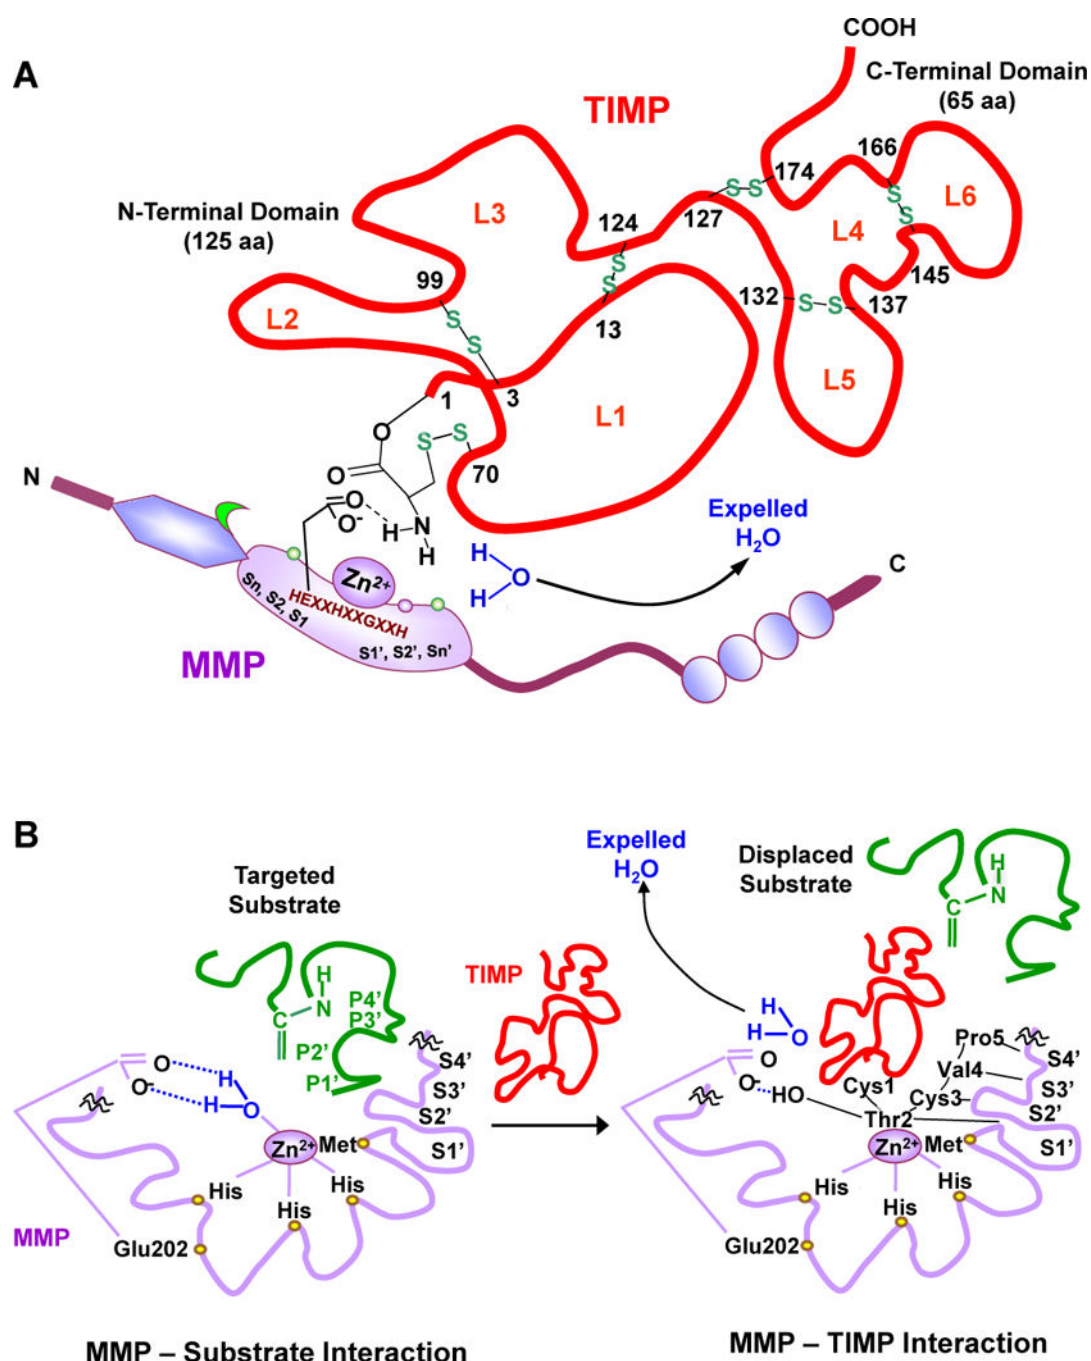 A
COOH
C-Terminal Domain
(65 aa)
TIMP
N-Terminal Domain
(125 aa)
L3
124
127
S S
174
166
S
S
L6
L4
145
99
S
S
S
S
13
132
S S
137
L2
1
3
L1
L5
O
S S
70
O
O
O-
H N
H
N
Expelled
H2O
H
O
H
Zn2+
Sn, S2, S1
HEXXHXXGXXH
S1’, S2’, Sn’
C
MMP
B
Targeted
Substrate
H
N
C
P4’
P3’
P2’
P1’
O
O-
H
H
O
S4’
S3’
S2’
S1’
Zn2+
Met
His
His
His
MMP
Glu202
TIMP
Expelled
H2O
Displaced
Substrate
H
N
C
H
H
O
O
O-
HO
Pro5
Val4
Cys1
Cys3
Thr2
S4’
S3’
S2’
S1’
Zn2+
Met
His
His
His
Glu202
MMP – Substrate Interaction
MMP – TIMP Interaction